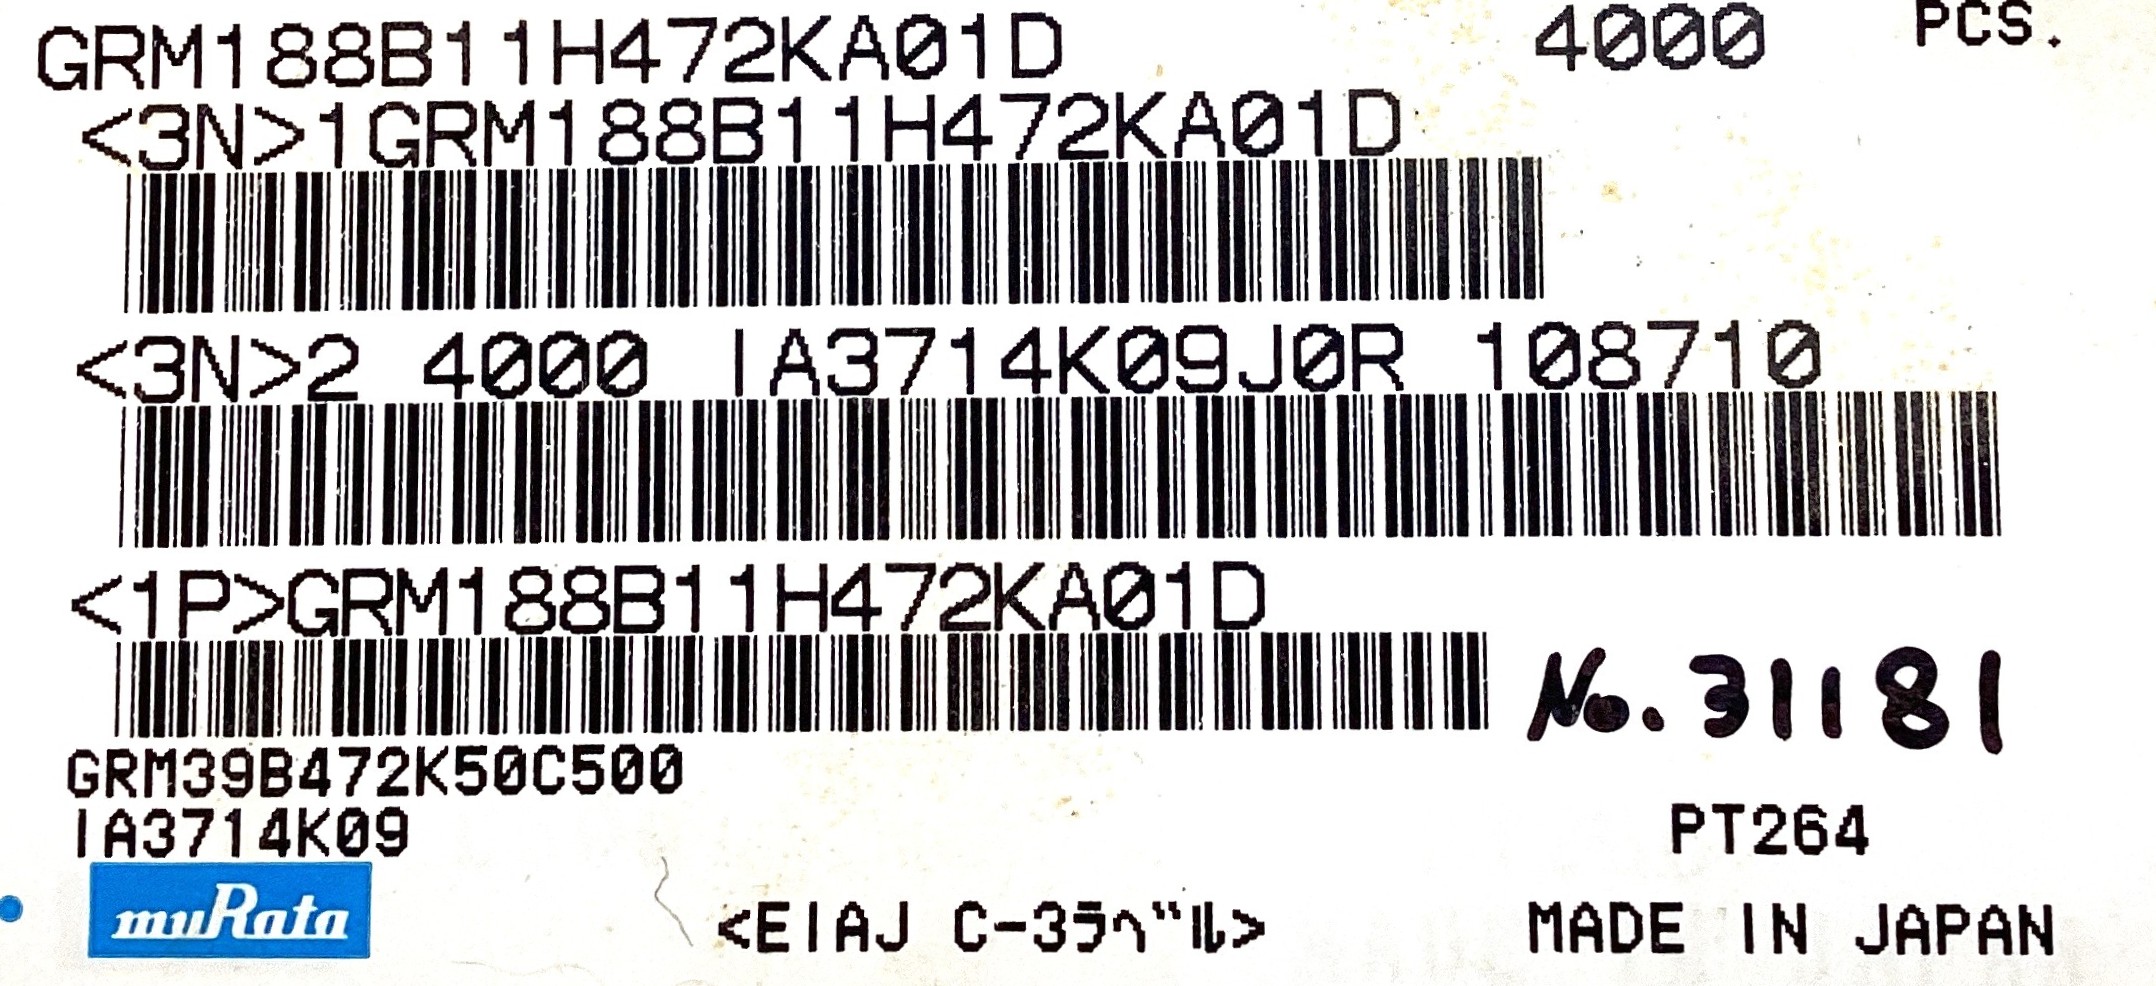 GRM188B11H472KA01D 4000 PCS.
<3N>1GRM188B11H472KA01D
<3N>2 4000 IA3714K09J0R 108710
<1P>GRM188B11H472KA01D
No. 31181
GRM39B472K50C500
IA3714K09
PT264
muRata
<EIAJ C-3ラベル>
MADE IN JAPAN